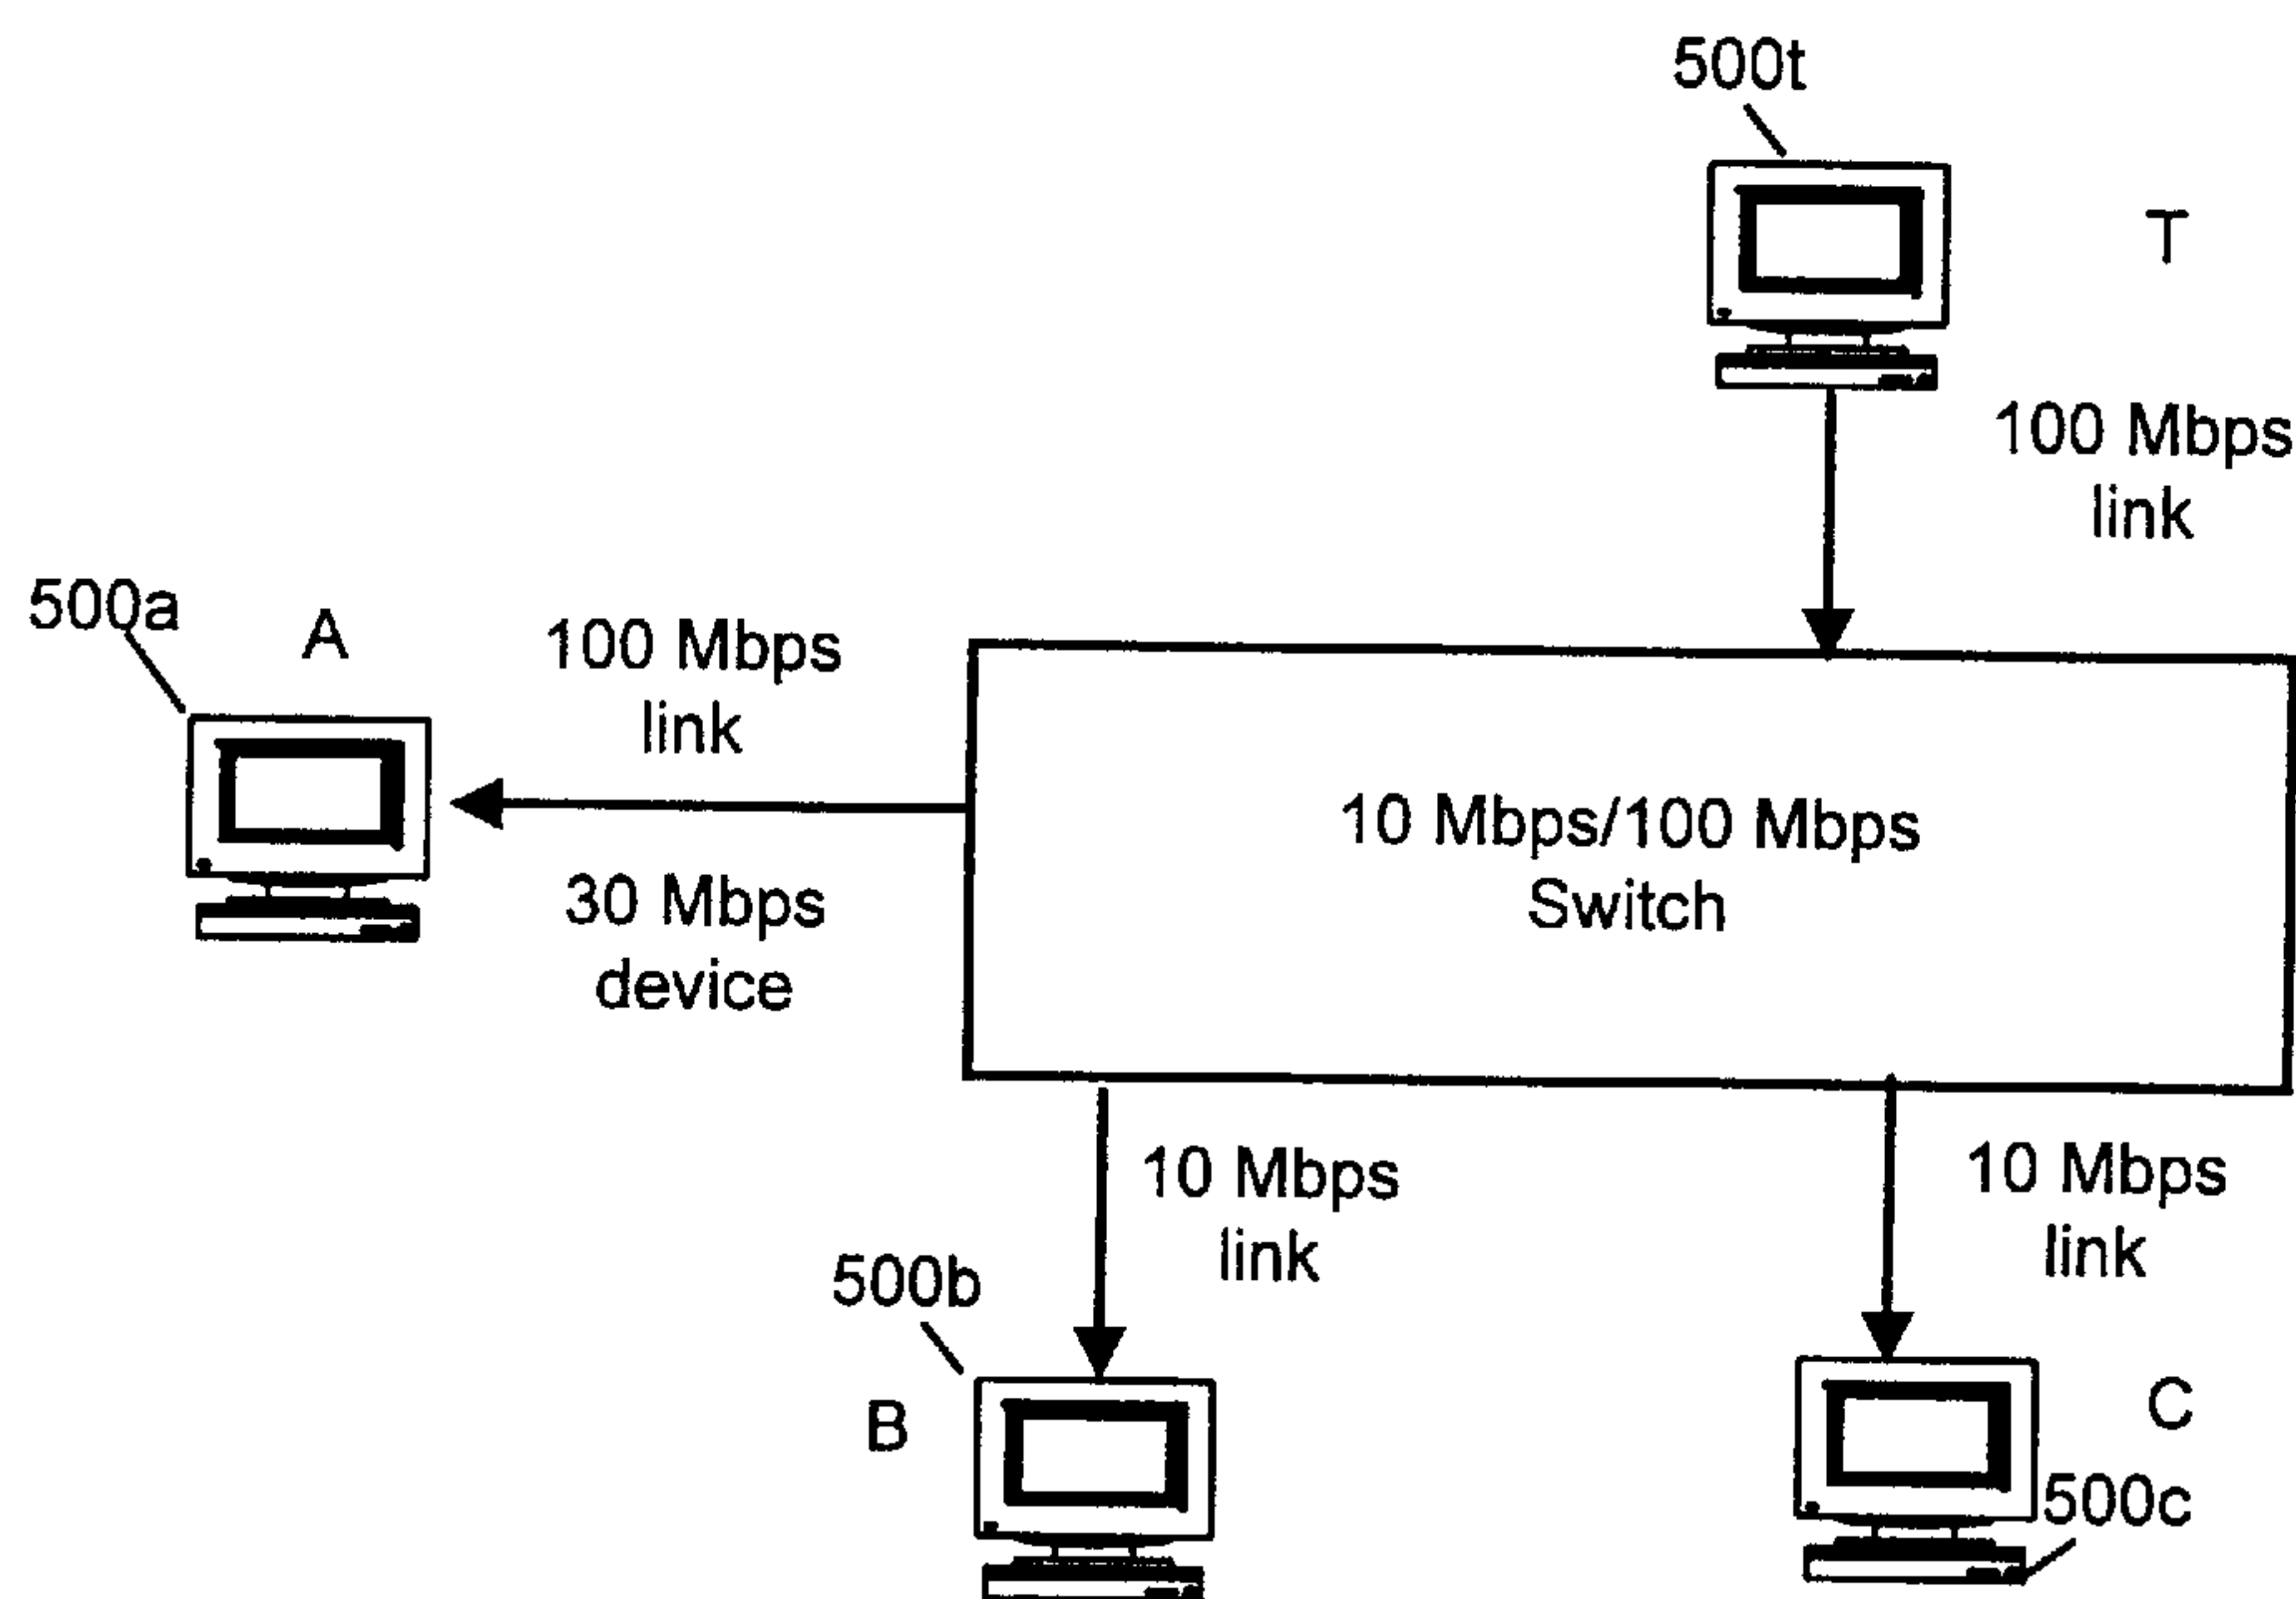 500t
T
100 Mbps
link
500a
A
100 Mbps
link
30 Mbps
device
10 Mbps/100 Mbps
Switch
10 Mbps
link
10 Mbps
link
500b
B
C
500c